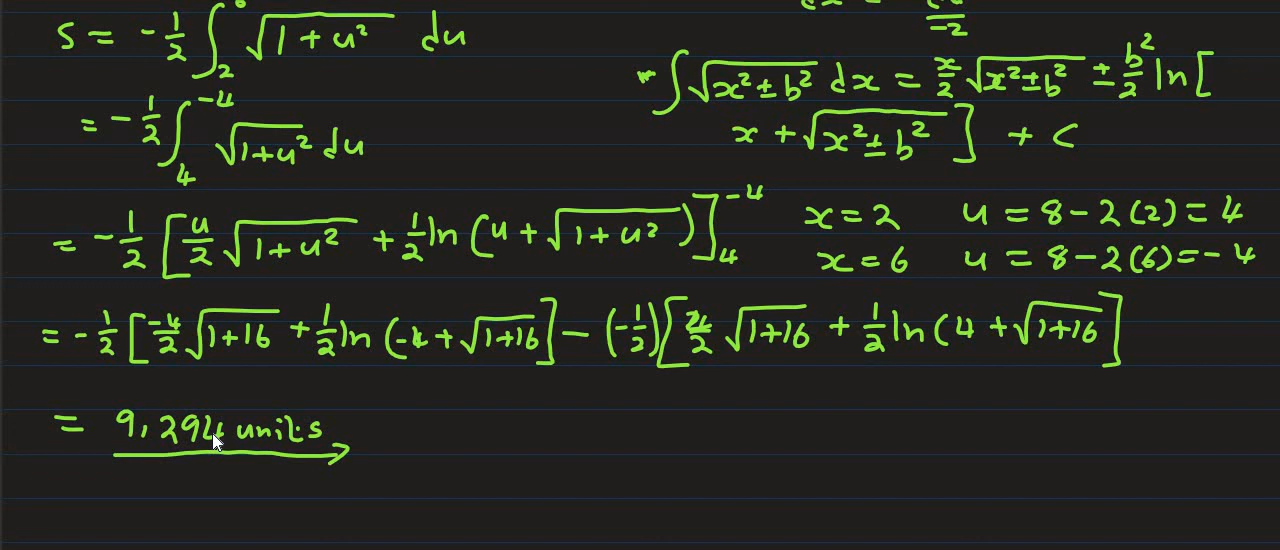 S = -1/2 ∫₂⁶ √(1 + u²) du
= -1/2 ∫₄⁻⁴ √(1+u²) du
∫ √(x² ± b²) dx = x/2 √(x² ± b²) ± b²/2 ln [
x + √(x² ± b²) ] + C
= -1/2 [ u/2 √(1+u²) + 1/2 ln (u + √(1+u²)) ]₄⁻⁴
x = 2 u = 8 - 2(2) = 4
x = 6 u = 8 - 2(6) = -4
= -1/2 [ -4/2 √(1+16) + 1/2 ln (-4 + √(1+16) ] - (-1/2) [ 4/2 √(1+16) + 1/2 ln (4 + √(1+16) ]
= 9,294 units